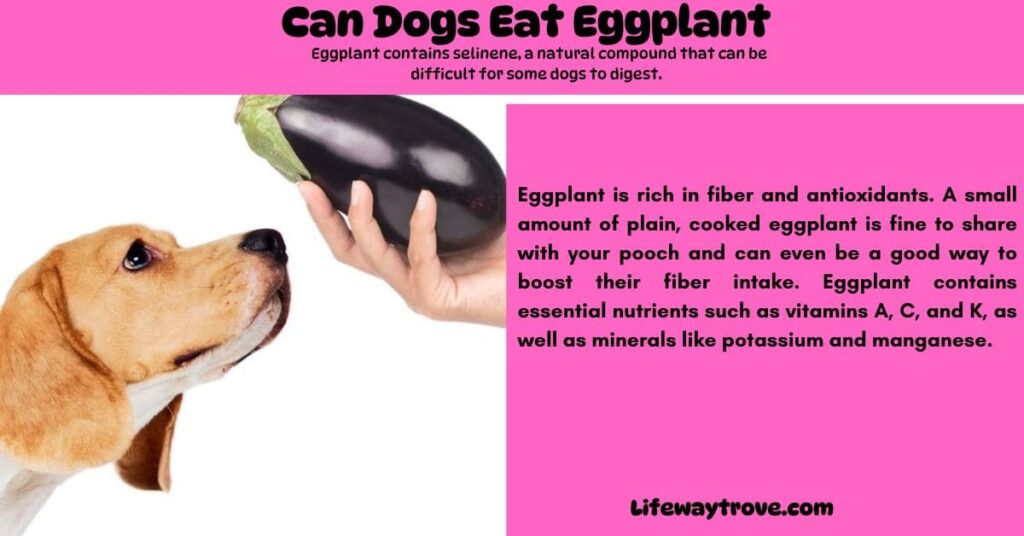 Can Dogs Eat Eggplant
Eggplant contains selinene, a natural compound that can be
difficult for some dogs to digest.
Eggplant is rich in fiber and antioxidants. A small
amount of plain, cooked eggplant is fine to share
with your pooch and can even be a good way to
boost their fiber intake. Eggplant contains
essential nutrients such as vitamins A, C, and K, as
well as minerals like potassium and manganese.
Lifewaytrove.com